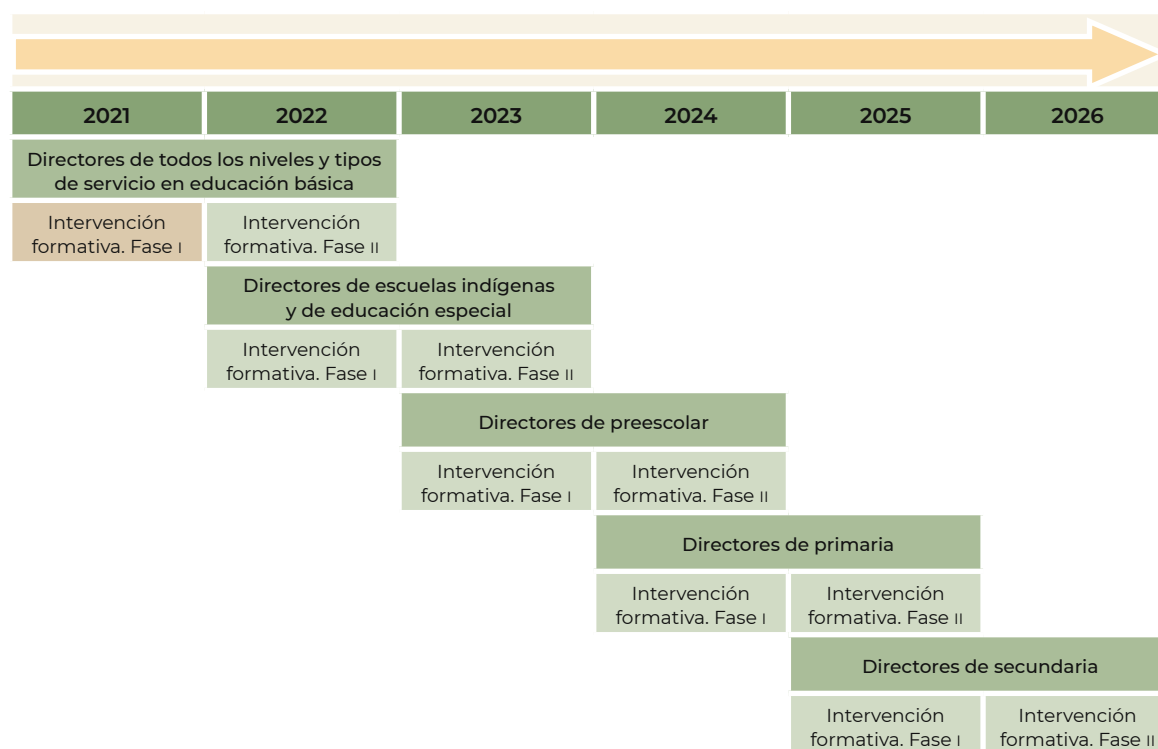 2021 2022 2023 2024 2025 2026
Directores de todos los niveles y tipos
de servicio en educación básica
Intervención
formativa. Fase I
Intervención
formativa. Fase II
Directores de escuelas indígenas
y de educación especial
Intervención
formativa. Fase I
Intervención
formativa. Fase II
Directores de preescolar
Intervención
formativa. Fase I
Intervención
formativa. Fase II
Directores de primaria
Intervención
formativa. Fase I
Intervención
formativa. Fase II
Directores de secundaria
Intervención
formativa. Fase I
Intervención
formativa. Fase II